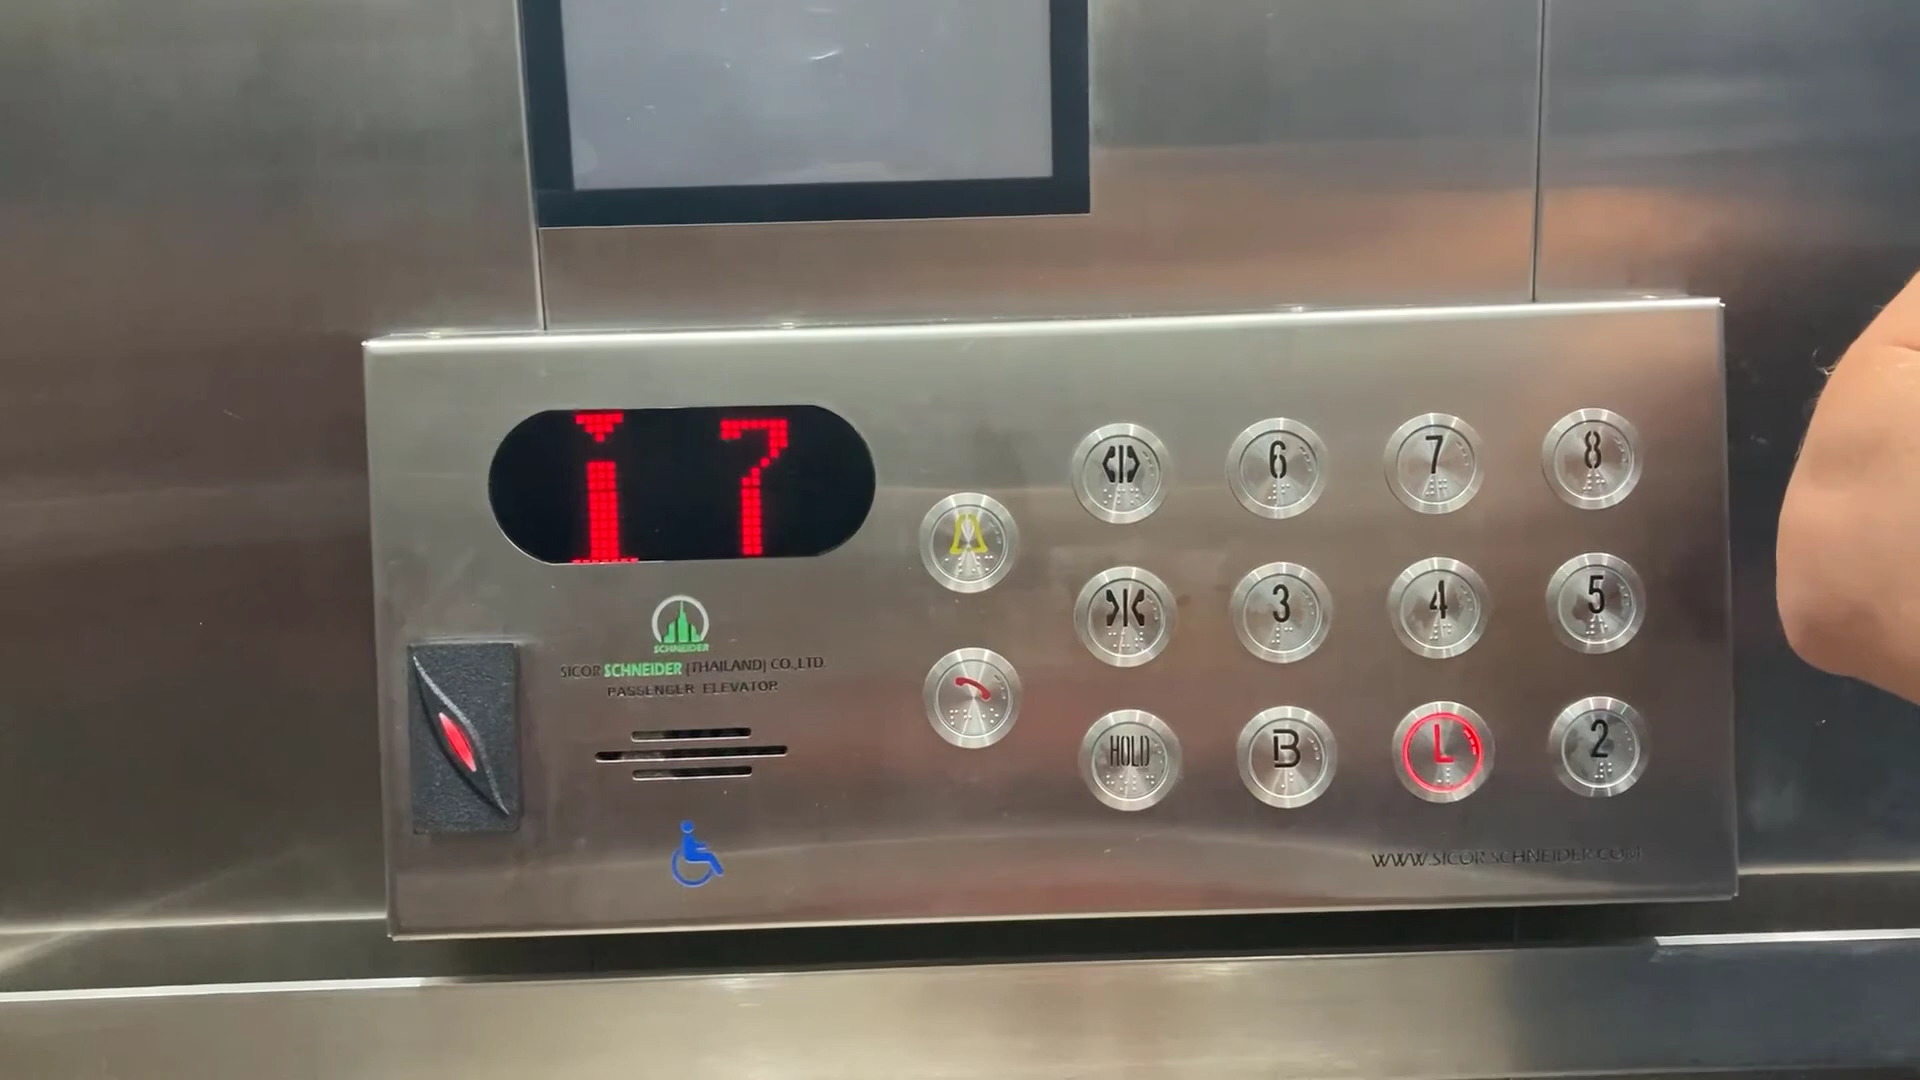 7
SCHNEIDER
SICOR SCHNEIDER (THAILAND) CO.,LTD.
PASSENGER ELEVATOR
6 7 8
3 4 5
HOLD B L 2
WWW.SICORSCHNEIDER.COM